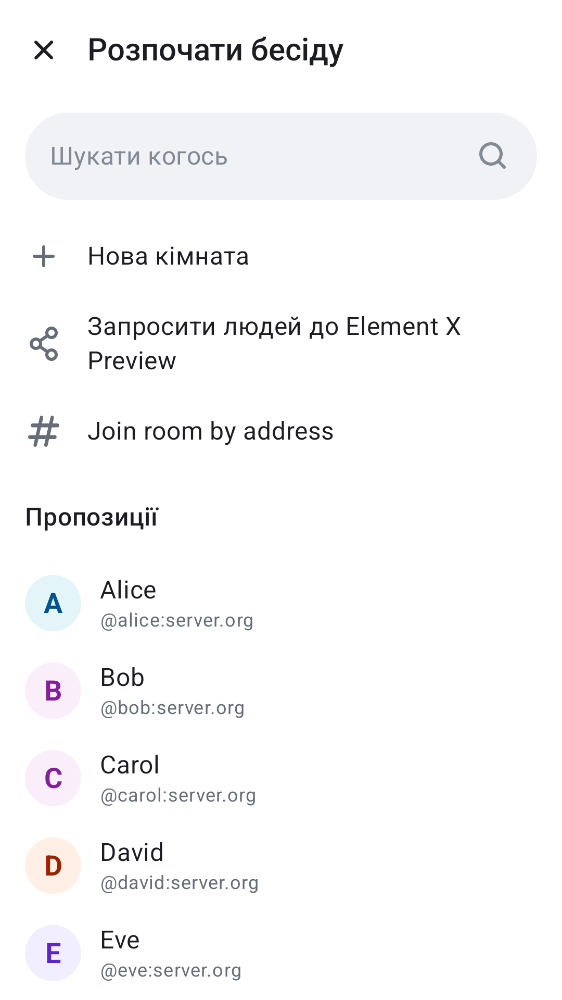 Розпочати бесіду
Шукати когось
Нова кімната
Запросити людей до Element X
Preview
Join room by address
Пропозиції
A
Alice
@alice:server.org
B
Bob
@bob:server.org
C
Carol
@carol:server.org
D
David
@david:server.org
E
Eve
@eve:server.org